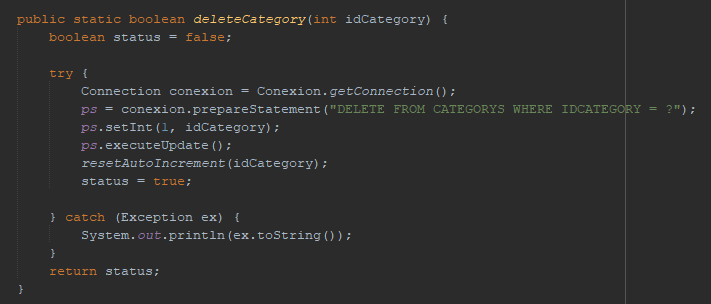 public static boolean deleteCategory(int idCategory) {
boolean status = false;
try {
Connection conexion = Conexion.getConnection();
ps = conexion.prepareStatement("DELETE FROM CATEGORYS WHERE IDCATEGORY = ?");
ps.setInt(1, idCategory);
ps.executeUpdate();
resetAutoIncrement(idCategory);
status = true;
} catch (Exception ex) {
System.out.println(ex.toString());
}
return status;
}